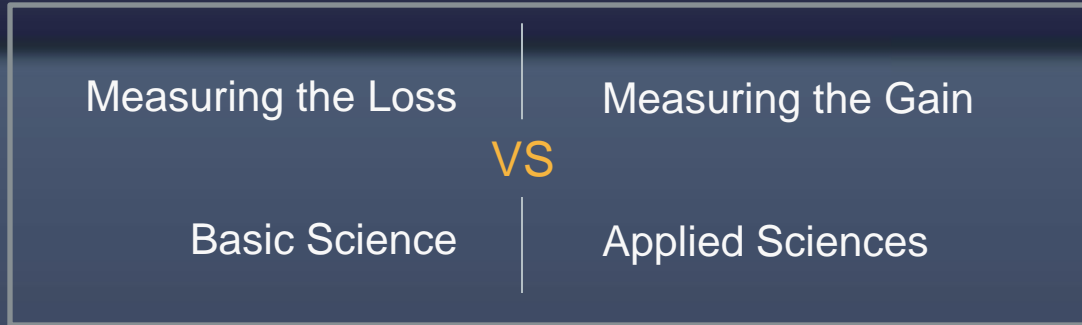 Measuring the Loss
Measuring the Gain
VS
Basic Science
Applied Sciences